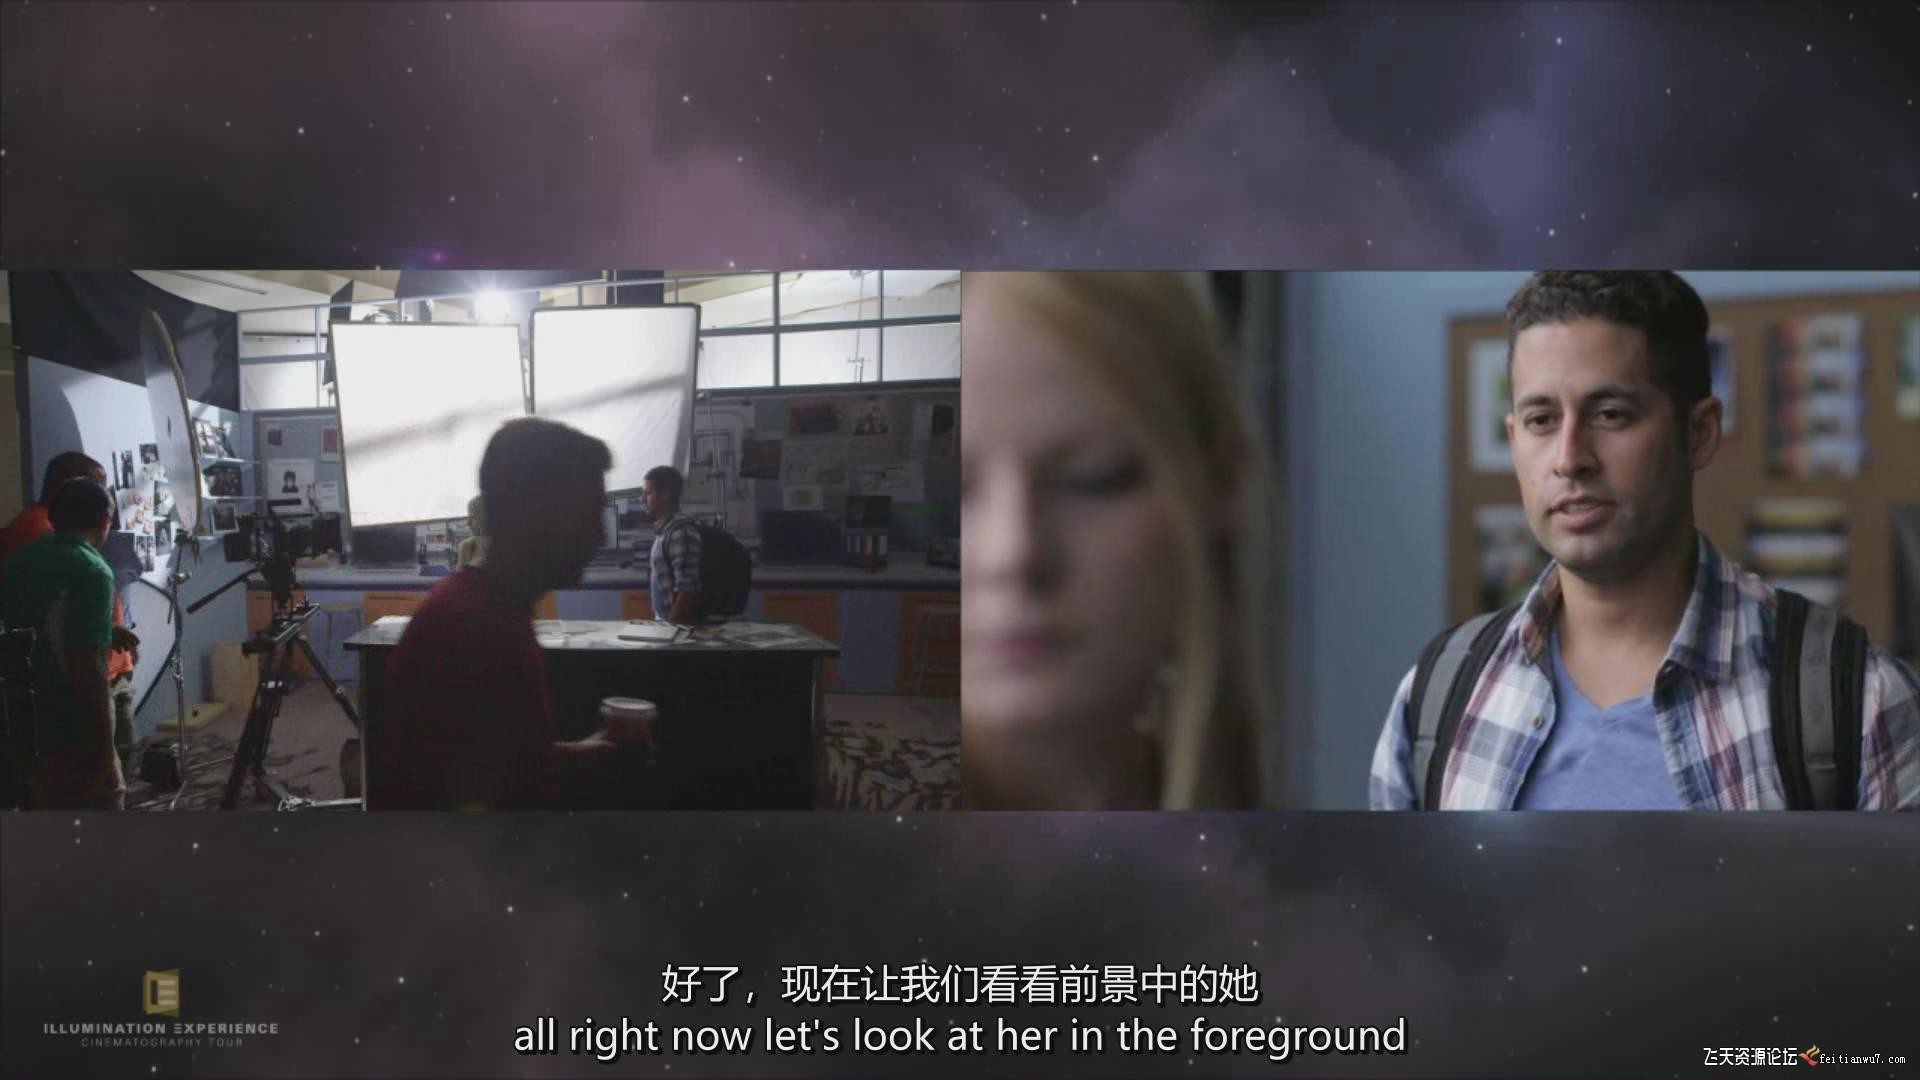 ILLUMINATION EXPERIENCE
CINEMATOGRAPHY TOUR
好了，现在让我们看看前景中的她
all right now let's look at her in the foreground
飞天资源论坛 feitianwu7.com